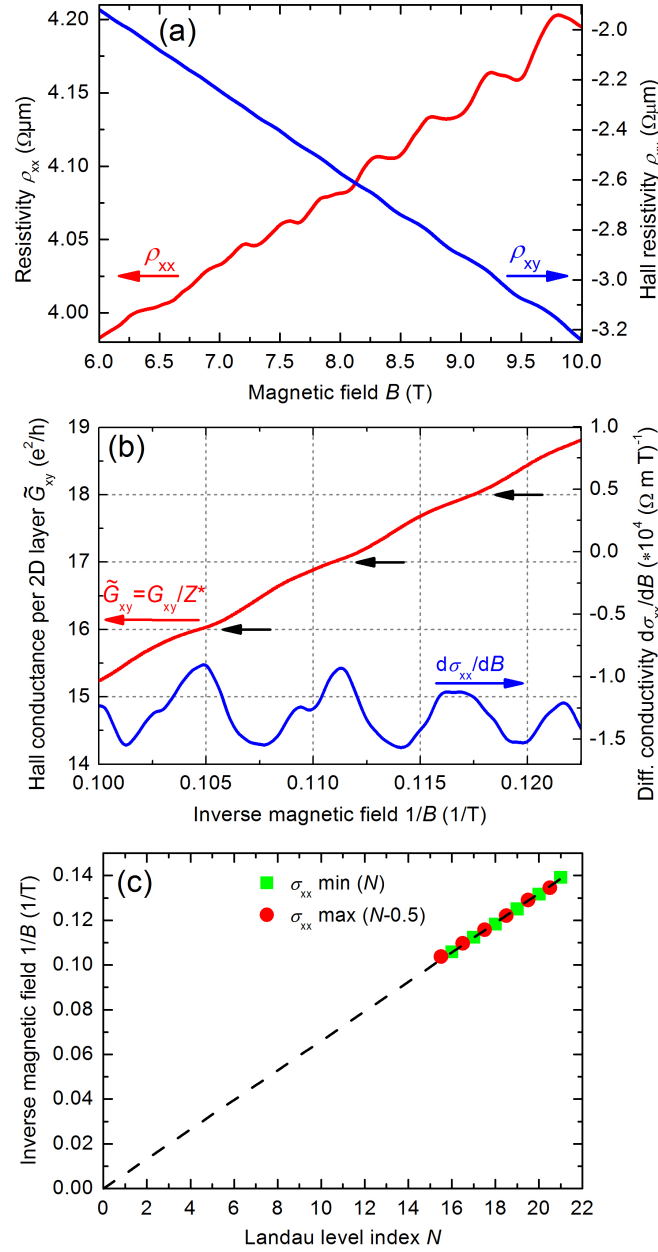 (a)
4.20
4.15
4.10
4.05
4.00
Resistivity ρxx (Ωμm)
-2.0
-2.2
-2.4
-2.6
-2.8
-3.0
-3.2
Hall resistivity (Ωμm)
ρxx
ρxy
6.0 6.5 7.0 7.5 8.0 8.5 9.0 9.5 10.0
Magnetic field B (T)
(b)
19
18
17
16
15
14
Hall conductance per 2D layer G̃xy (e²/h)
1.0
0.5
0.0
-0.5
-1.0
-1.5
Diff. conductivity dσxx/dB (*10⁴ (Ω m T)⁻¹
G̃xy=Gxy/Z*
dσxx/dB
0.100 0.105 0.110 0.115 0.120
Inverse magnetic field 1/B (1/T)
(c)
0.14
0.12
0.10
0.08
0.06
0.04
0.02
0.00
Inverse magnetic field 1/B (1/T)
σxx min (N)
σxx max (N-0.5)
0 2 4 6 8 10 12 14 16 18 20 22
Landau level index N